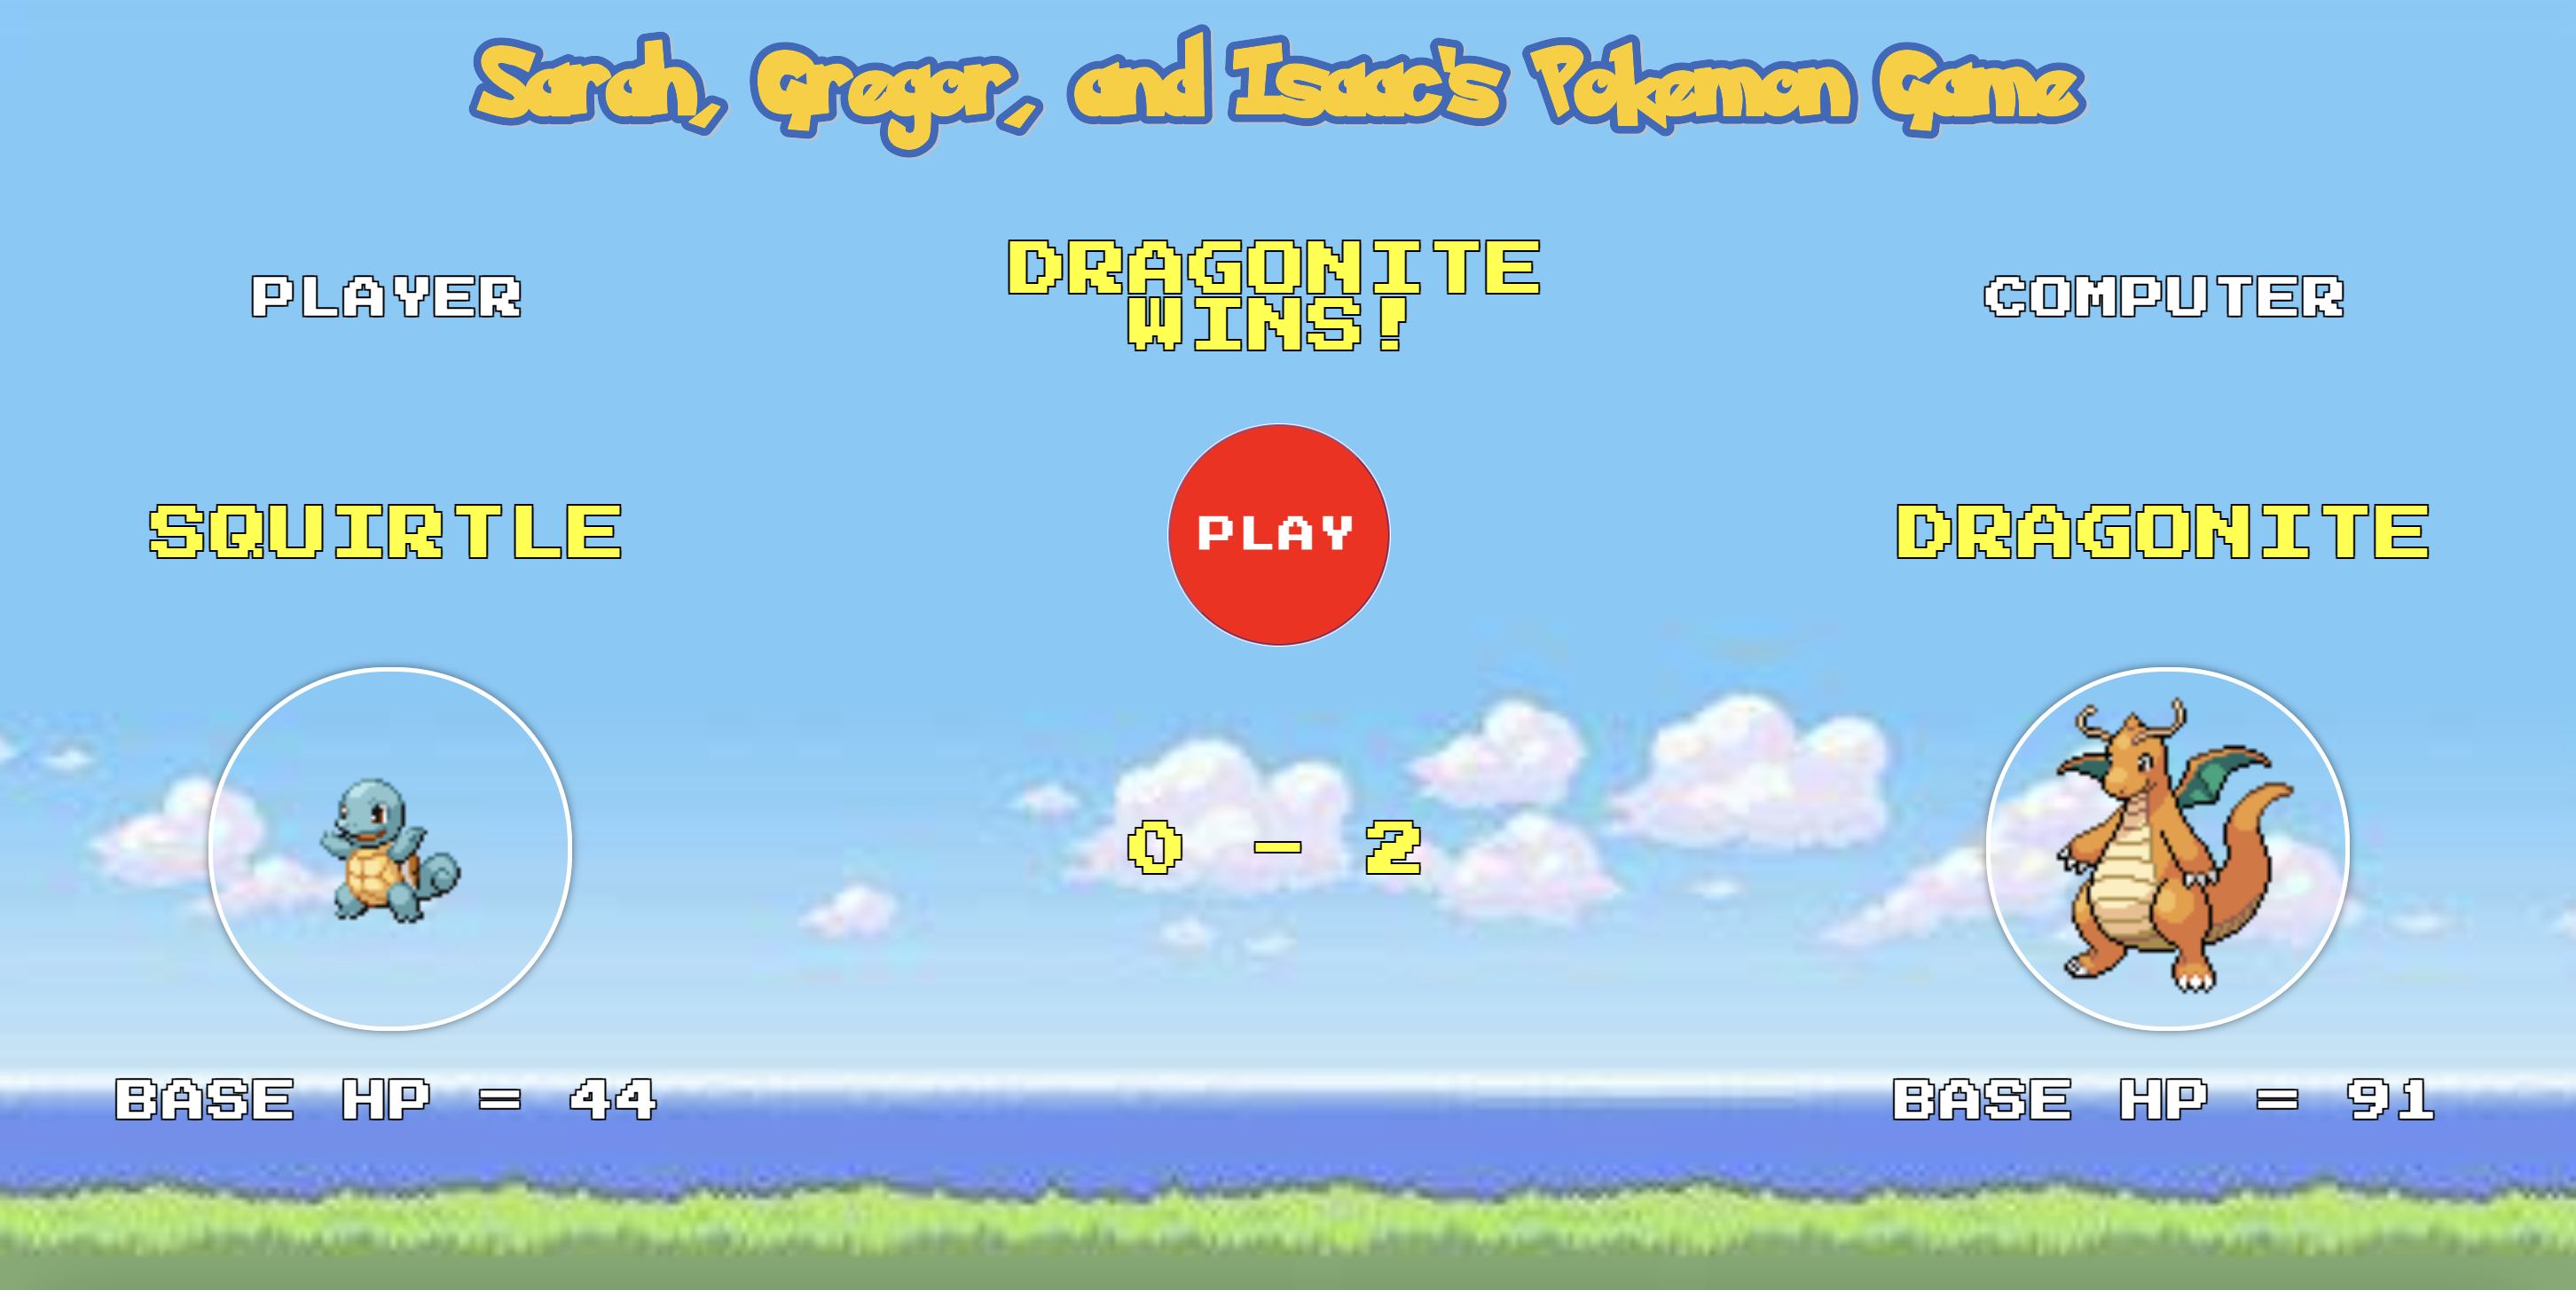 Sarah, Gregor, and Isaac's Pokemon Game
PLAYER
DRAGONITE
WINS!
COMPUTER
SQUIRTLE
PLAY
DRAGONITE
0 - 2
BASE HP = 44
BASE HP = 91